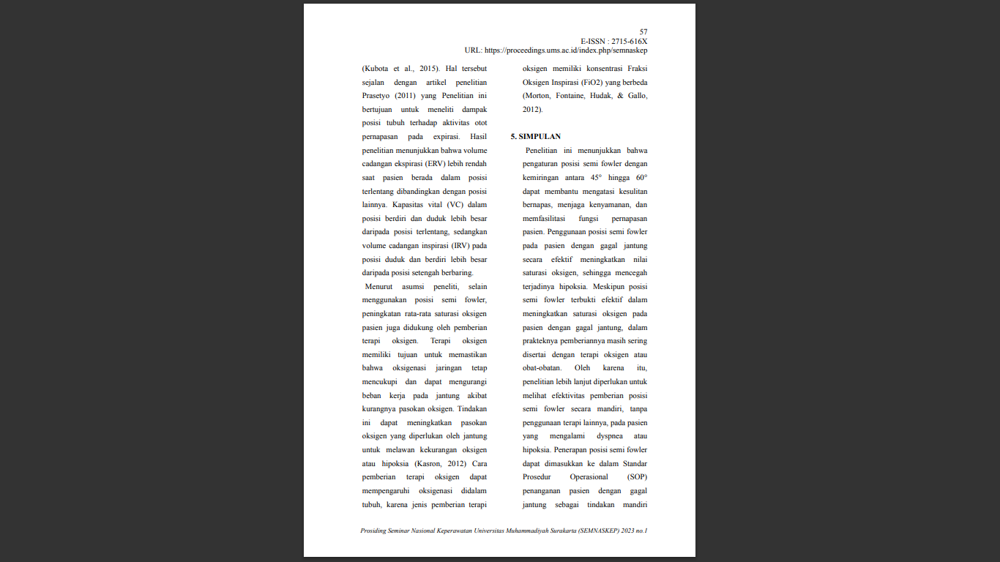 57
E-ISSN : 2715-616X
URL: https://proceedings.ums.ac.id/index.php/semnaskep
(Kubota et al., 2015). Hal tersebut
sejalan dengan artikel penelitian
Prasetyo (2011) yang Penelitian ini
bertujuan untuk meneliti dampak
posisi tubuh terhadap aktivitas otot
pernapasan pada expirasi. Hasil
penelitian menunjukkan bahwa volume
cadangan ekspirasi (ERV) lebih rendah
saat pasien berada dalam posisi
terlentang dibandingkan dengan posisi
lainnya. Kapasitas vital (VC) dalam
posisi berdiri dan duduk lebih besar
daripada posisi terlentang, sedangkan
volume cadangan inspirasi (IRV) pada
posisi duduk dan berdiri lebih besar
daripada posisi setengah berbaring.
Menurut asumsi peneliti, selain
menggunakan posisi semi fowler,
peningkatan rata-rata saturasi oksigen
pasien juga didukung oleh pemberian
terapi oksigen. Terapi oksigen
memiliki tujuan untuk memastikan
bahwa oksigenasi jaringan tetap
mencukupi dan dapat mengurangi
beban kerja pada jantung akibat
kurangnya pasokan oksigen. Tindakan
ini dapat meningkatkan pasokan
oksigen yang diperlukan oleh jantung
untuk melawan kekurangan oksigen
atau hipoksia (Kasron, 2012) Cara
pemberian terapi oksigen dapat
mempengaruhi oksigenasi didalam
tubuh, karena jenis pemberian terapi
oksigen memiliki konsentrasi Fraksi
Oksigen Inspirasi (FiO2) yang berbeda
(Morton, Fontaine, Hudak, & Gallo,
2012).
5. SIMPULAN
Penelitian ini menunjukkan bahwa
pengaturan posisi semi fowler dengan
kemiringan antara 45° hingga 60°
dapat membantu mengatasi kesulitan
bernapas, menjaga kenyamanan, dan
memfasilitasi fungsi pernapasan
pasien. Penggunaan posisi semi fowler
pada pasien dengan gagal jantung
secara efektif meningkatkan nilai
saturasi oksigen, sehingga mencegah
terjadinya hipoksia. Meskipun posisi
semi fowler terbukti efektif dalam
meningkatkan saturasi oksigen pada
pasien dengan gagal jantung, dalam
prakteknya pemberiannya masih sering
disertai dengan terapi oksigen atau
obat-obatan. Oleh karena itu,
penelitian lebih lanjut diperlukan untuk
melihat efektivitas pemberian posisi
semi fowler secara mandiri, tanpa
penggunaan terapi lainnya, pada pasien
yang mengalami dyspnea atau
hipoksia. Penerapan posisi semi fowler
dapat dimasukkan ke dalam Standar
Prosedur Operasional (SOP)
penanganan pasien dengan gagal
jantung sebagai tindakan mandiri
Prosiding Seminar Nasional Keperawatan Universitas Muhammadiyah Surakarta (SEMNASKEP) 2023 no.1